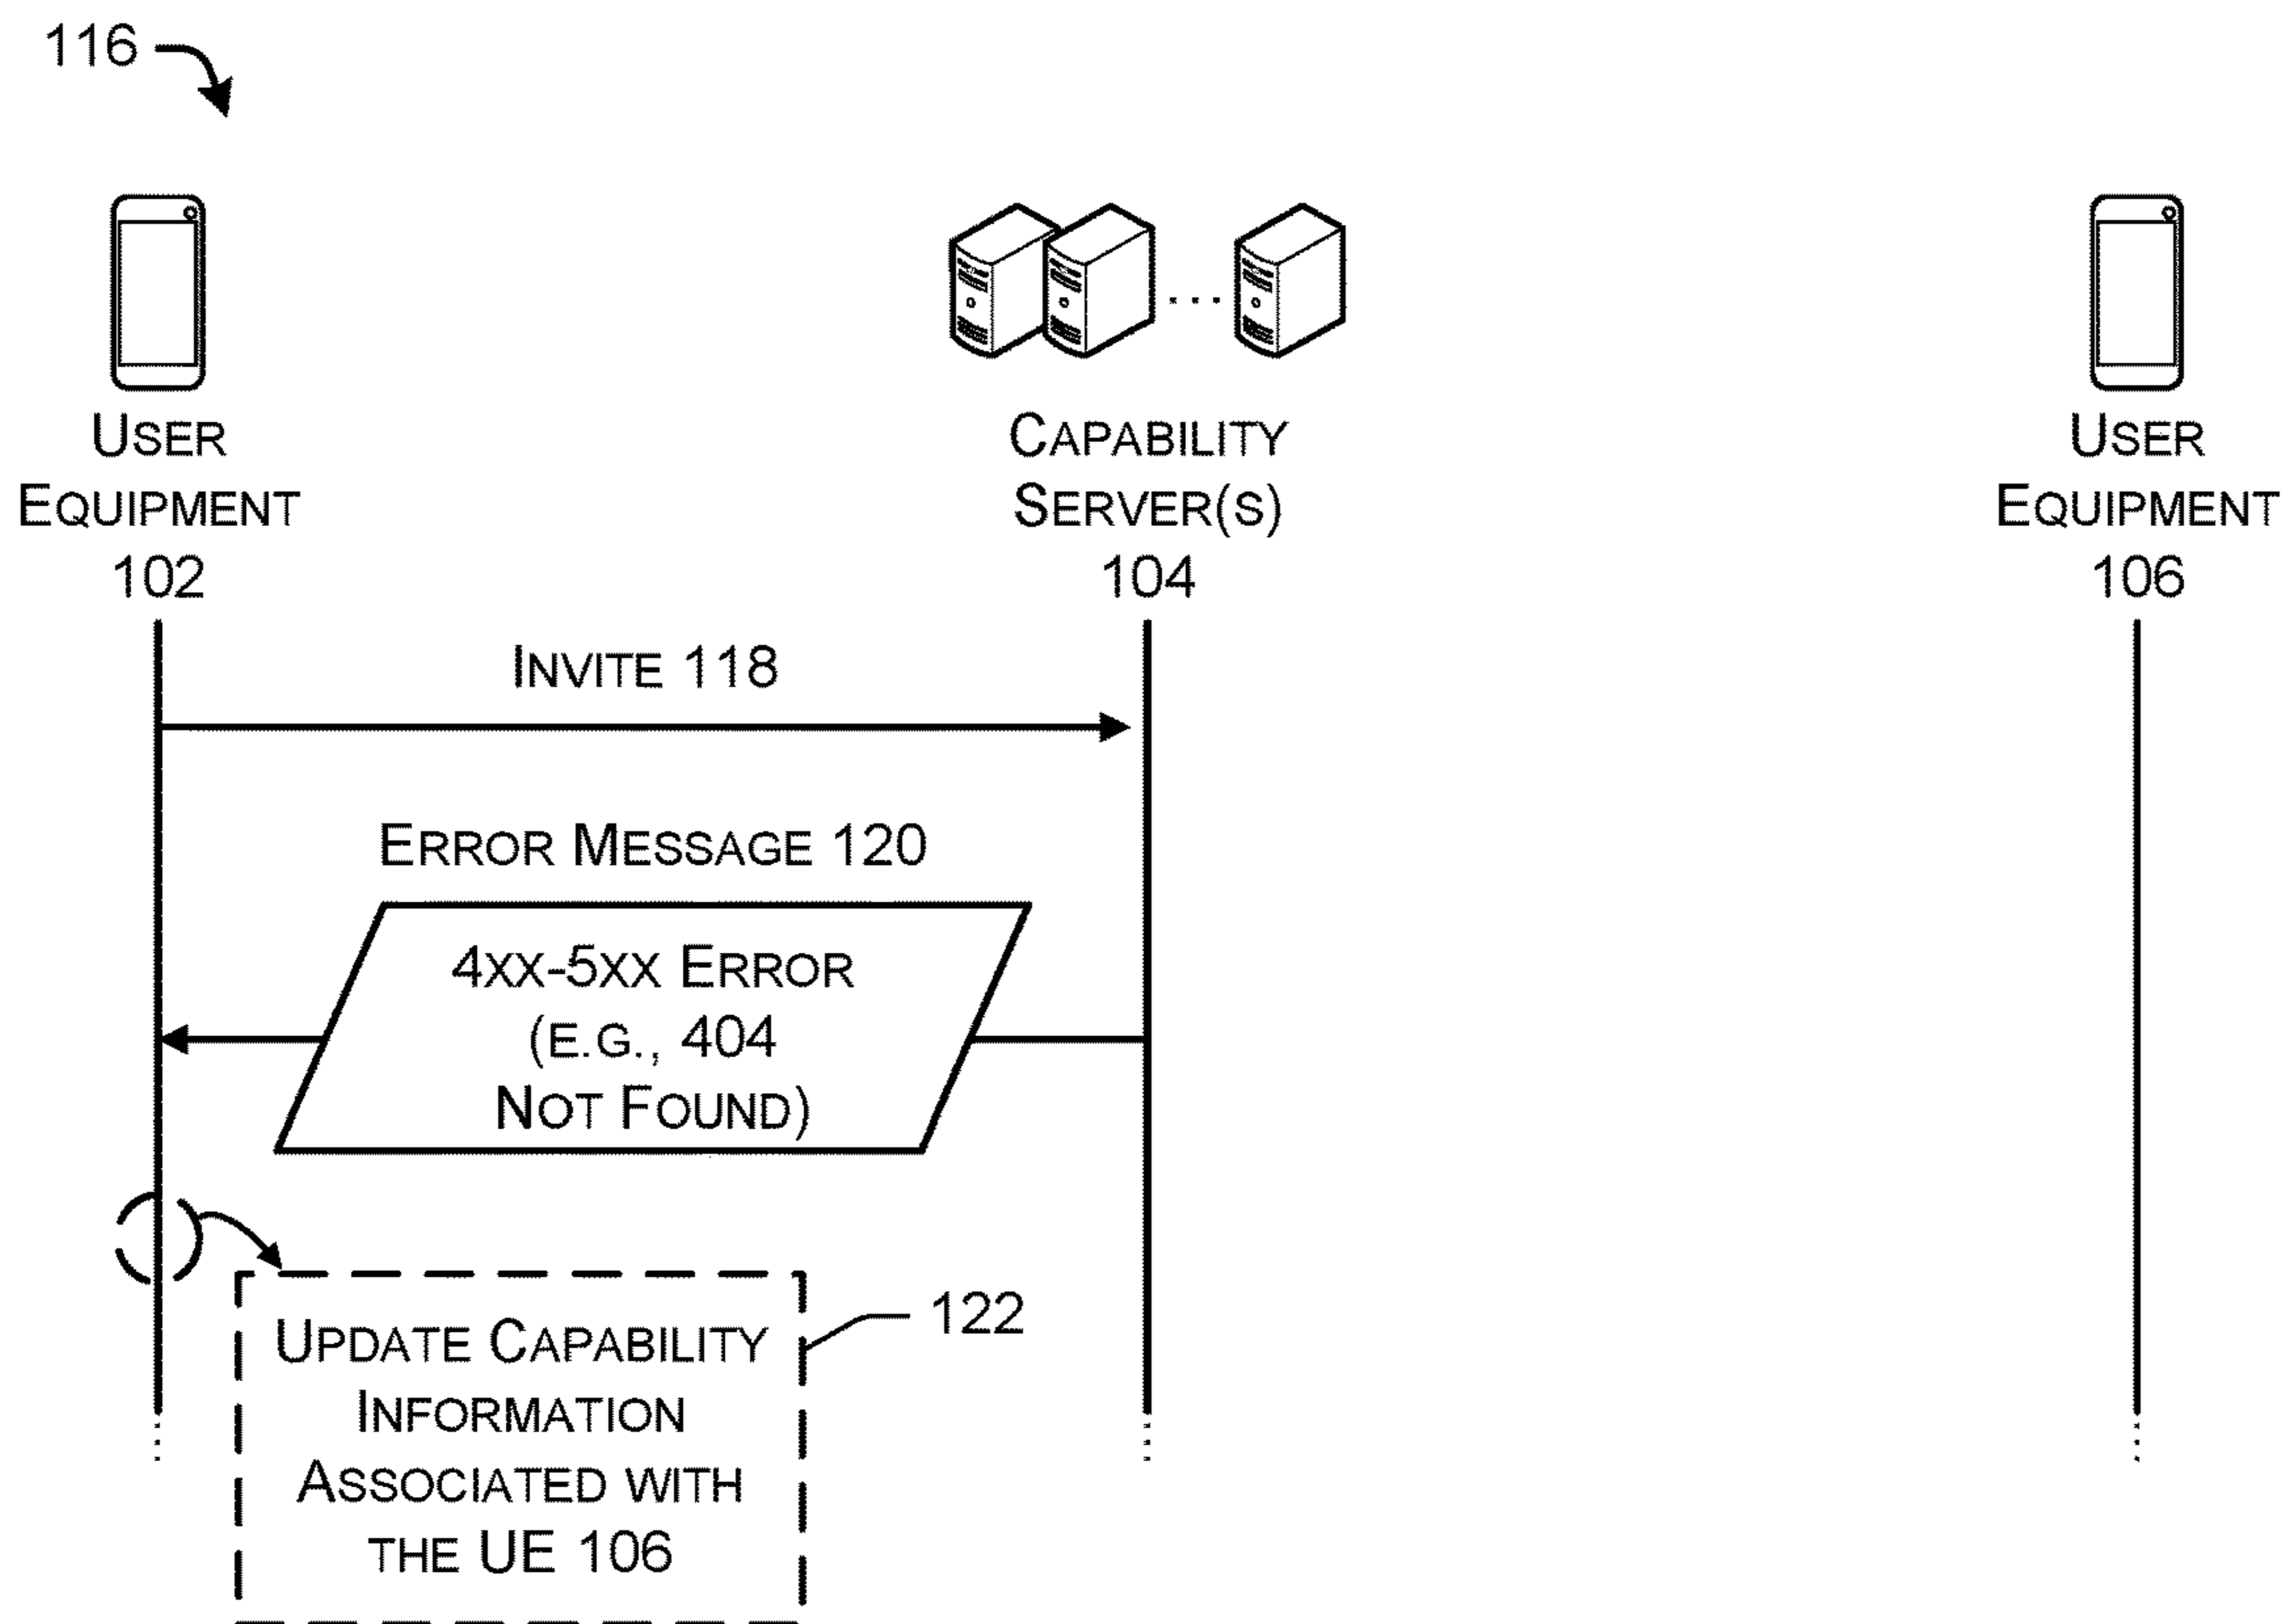 116
USER
EQUIPMENT
102
CAPABILITY
SERVER(S)
104
USER
EQUIPMENT
106
INVITE 118
ERROR MESSAGE 120
4XX-5XX ERROR
(E.G., 404
NOT FOUND)
122
UPDATE CAPABILITY
INFORMATION
ASSOCIATED WITH
THE UE 106